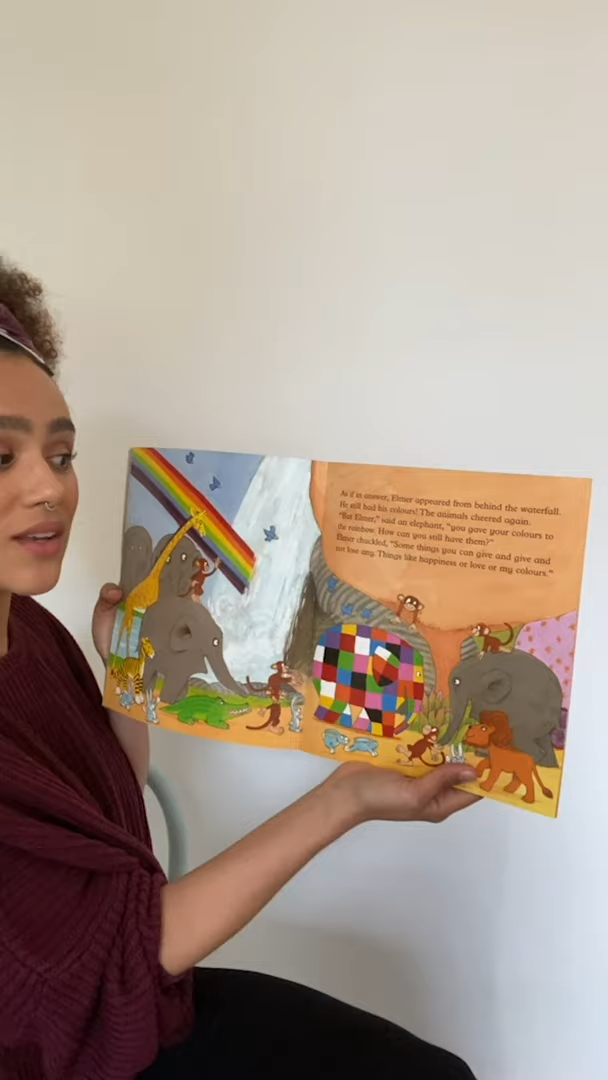 As if in answer, Elmer appeared from behind the waterfall.
He still had his colours! The animals cheered again.
"But Elmer," said an elephant, "you gave your colours to
the rainbow. How can you still have them?"
Elmer chuckled, "Some things you can give and give and
not lose any. Things like happiness or love or my colours."